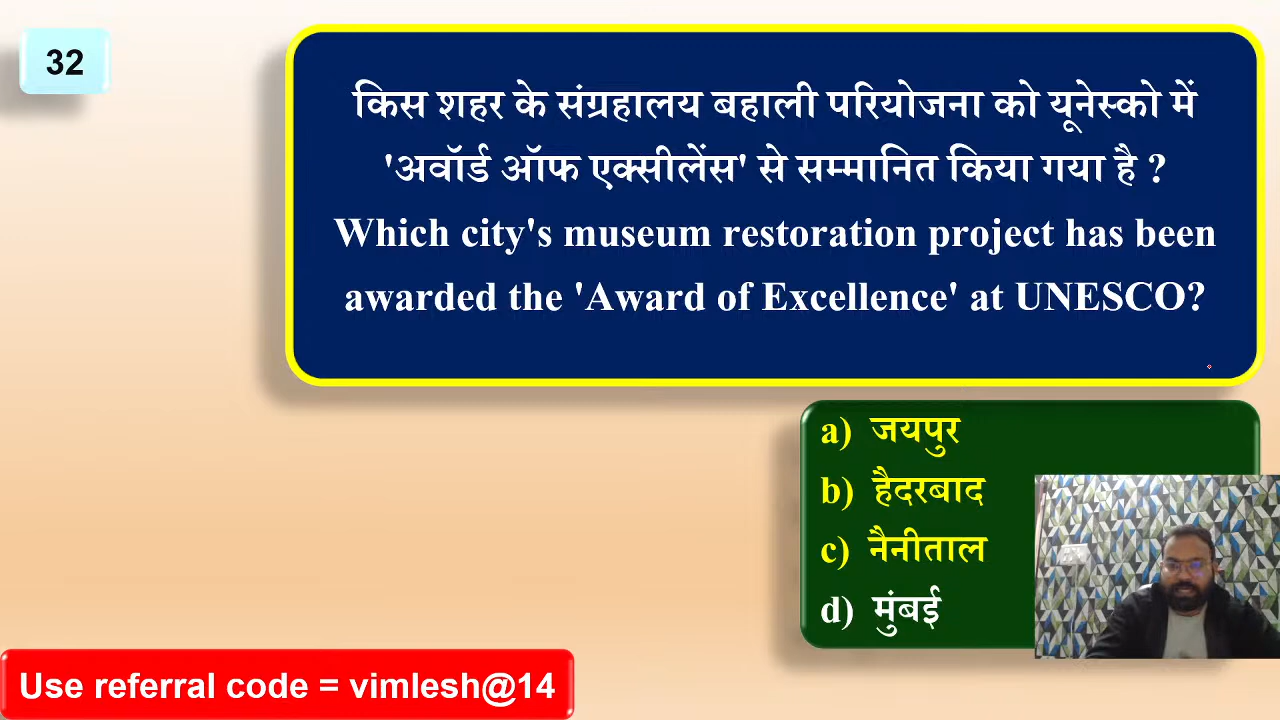 32
किस शहर के संग्रहालय बहाली परियोजना को यूनेस्को में
'अवॉर्ड ऑफ एक्सीलेंस' से सम्मानित किया गया है ?
Which city's museum restoration project has been
awarded the 'Award of Excellence' at UNESCO?
a) जयपुर
b) हैदरबाद
c) नैनीताल
d) मुंबई
Use referral code = vimlesh@14